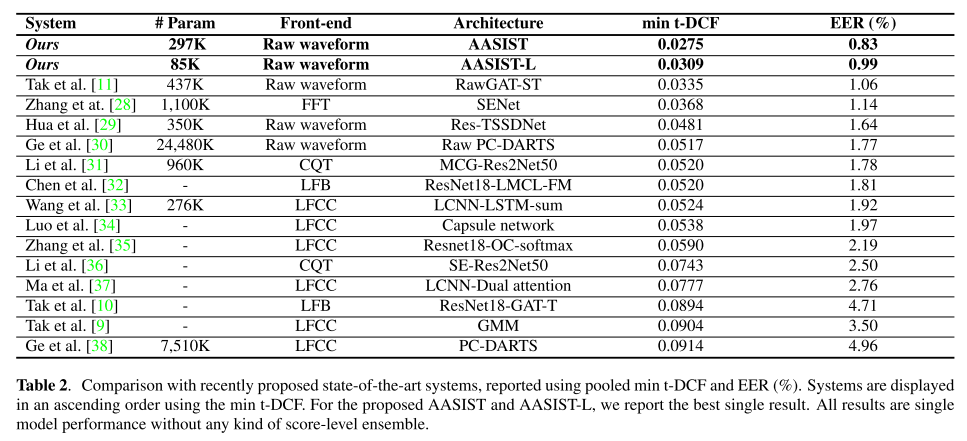 System # Param Front-end Architecture min t-DCF EER (%)
Ours 297K Raw waveform AASIST 0.0275 0.83
Ours 85K Raw waveform AASIST-L 0.0309 0.99
Tak et al. [11] 437K Raw waveform RawGAT-ST 0.0335 1.06
Zhang et at. [28] 1,100K FFT SENet 0.0368 1.14
Hua et al. [29] 350K Raw waveform Res-TSSDNet 0.0481 1.64
Ge et al. [30] 24,480K Raw waveform Raw PC-DARTS 0.0517 1.77
Li et al. [31] 960K CQT MCG-Res2Net50 0.0520 1.78
Chen et al. [32] - LFB ResNet18-LMCL-FM 0.0520 1.81
Wang et al. [33] 276K LFCC LCNN-LSTM-sum 0.0524 1.92
Luo et al. [34] - LFCC Capsule network 0.0538 1.97
Zhang et al. [35] - LFCC Resnet18-OC-softmax 0.0590 2.19
Li et al. [36] - CQT SE-Res2Net50 0.0743 2.50
Ma et al. [37] - LFCC LCNN-Dual attention 0.0777 2.76
Tak et al. [10] - LFB ResNet18-GAT-T 0.0894 4.71
Tak et al. [9] - LFCC GMM 0.0904 3.50
Ge et al. [38] 7,510K LFCC PC-DARTS 0.0914 4.96
Table 2. Comparison with recently proposed state-of-the-art systems, reported using pooled min t-DCF and EER (%). Systems are displayed
in an ascending order using the min t-DCF. For the proposed AASIST and AASIST-L, we report the best single result. All results are single
model performance without any kind of score-level ensemble.